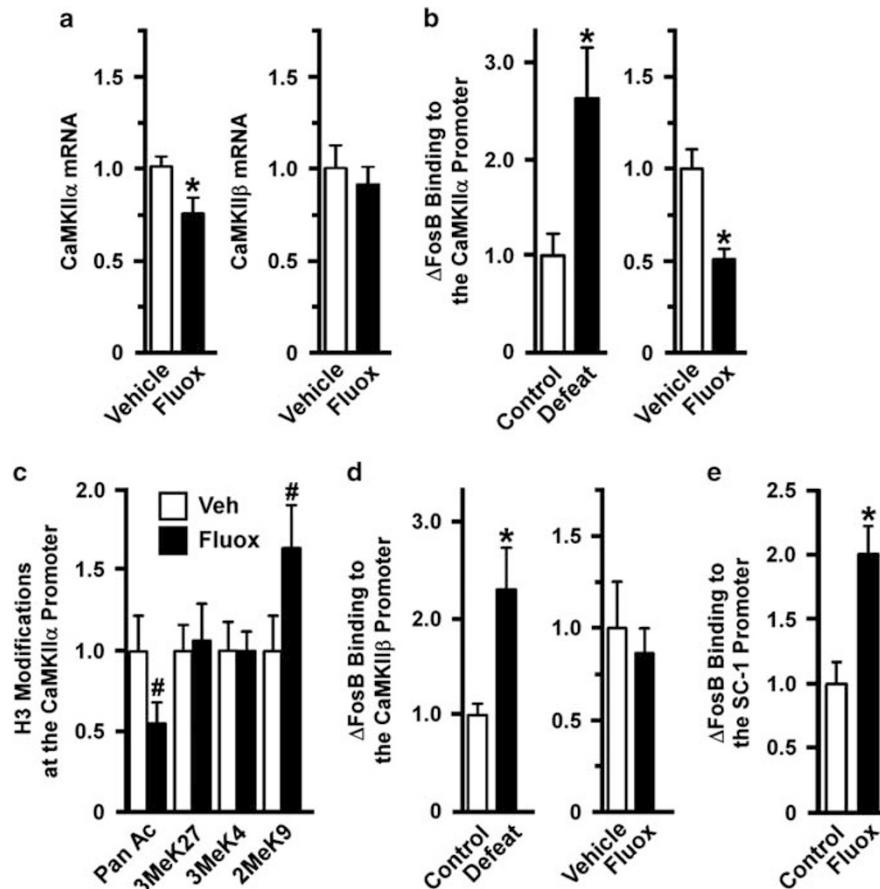 a
b
CaMKIIα mRNA
1.5
1.0
0.5
0
*
Vehicle
Fluox
CaMKIIβ mRNA
1.5
1.0
0.5
0
Vehicle
Fluox
ΔFosB Binding to
the CaMKIIα Promoter
3.0
2.0
1.0
0
*
Control
Defeat
1.5
1.0
0.5
0
*
Vehicle
Fluox
c
d
e
H3 Modifications
at the CaMKIIα Promoter
2.0
1.5
1.0
0.5
0
Veh
Fluox
#
#
Pan Ac
3MeK27
3MeK4
2MeK9
ΔFosB Binding to
the CaMKIIβ Promoter
3.0
2.0
1.0
0
*
Control
Defeat
1.5
1.0
0.5
0
Vehicle
Fluox
ΔFosB Binding to
the SC-1 Promoter
2.5
2.0
1.5
1.0
0.5
0
*
Control
Fluox